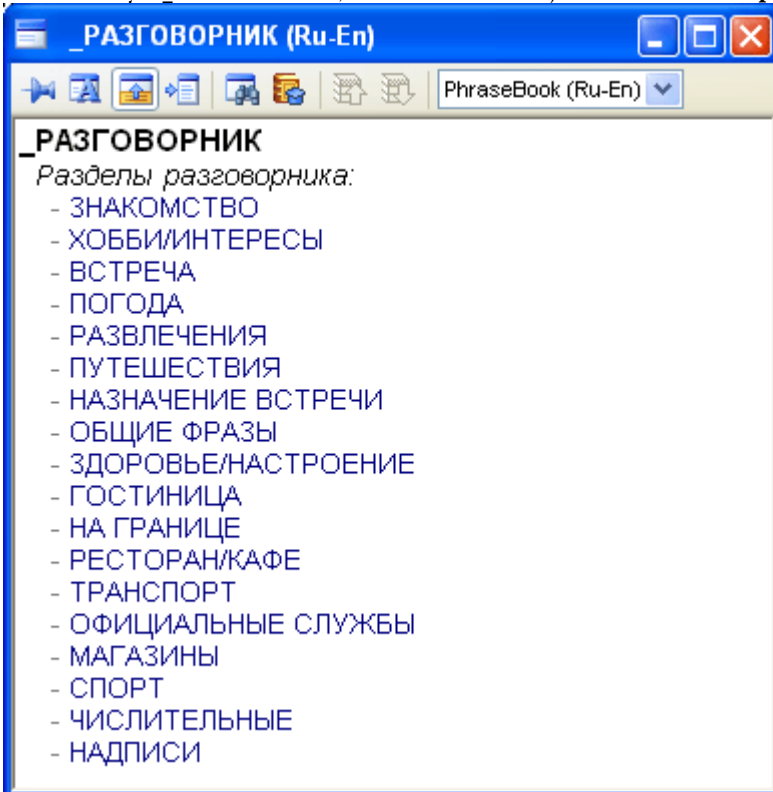 _РАЗГОВОРНИК (Ru-En)
PhraseBook (Ru-En)
_РАЗГОВОРНИК
Разделы разговорника:
- ЗНАКОМСТВО
- ХОББИ/ИНТЕРЕСЫ
- ВСТРЕЧА
- ПОГОДА
- РАЗВЛЕЧЕНИЯ
- ПУТЕШЕСТВИЯ
- НАЗНАЧЕНИЕ ВСТРЕЧИ
- ОБЩИЕ ФРАЗЫ
- ЗДОРОВЬЕ/НАСТРОЕНИЕ
- ГОСТИНИЦА
- НА ГРАНИЦЕ
- РЕСТОРАН/КАФЕ
- ТРАНСПОРТ
- ОФИЦИАЛЬНЫЕ СЛУЖБЫ
- МАГАЗИНЫ
- СПОРТ
- ЧИСЛИТЕЛЬНЫЕ
- НАДПИСИ